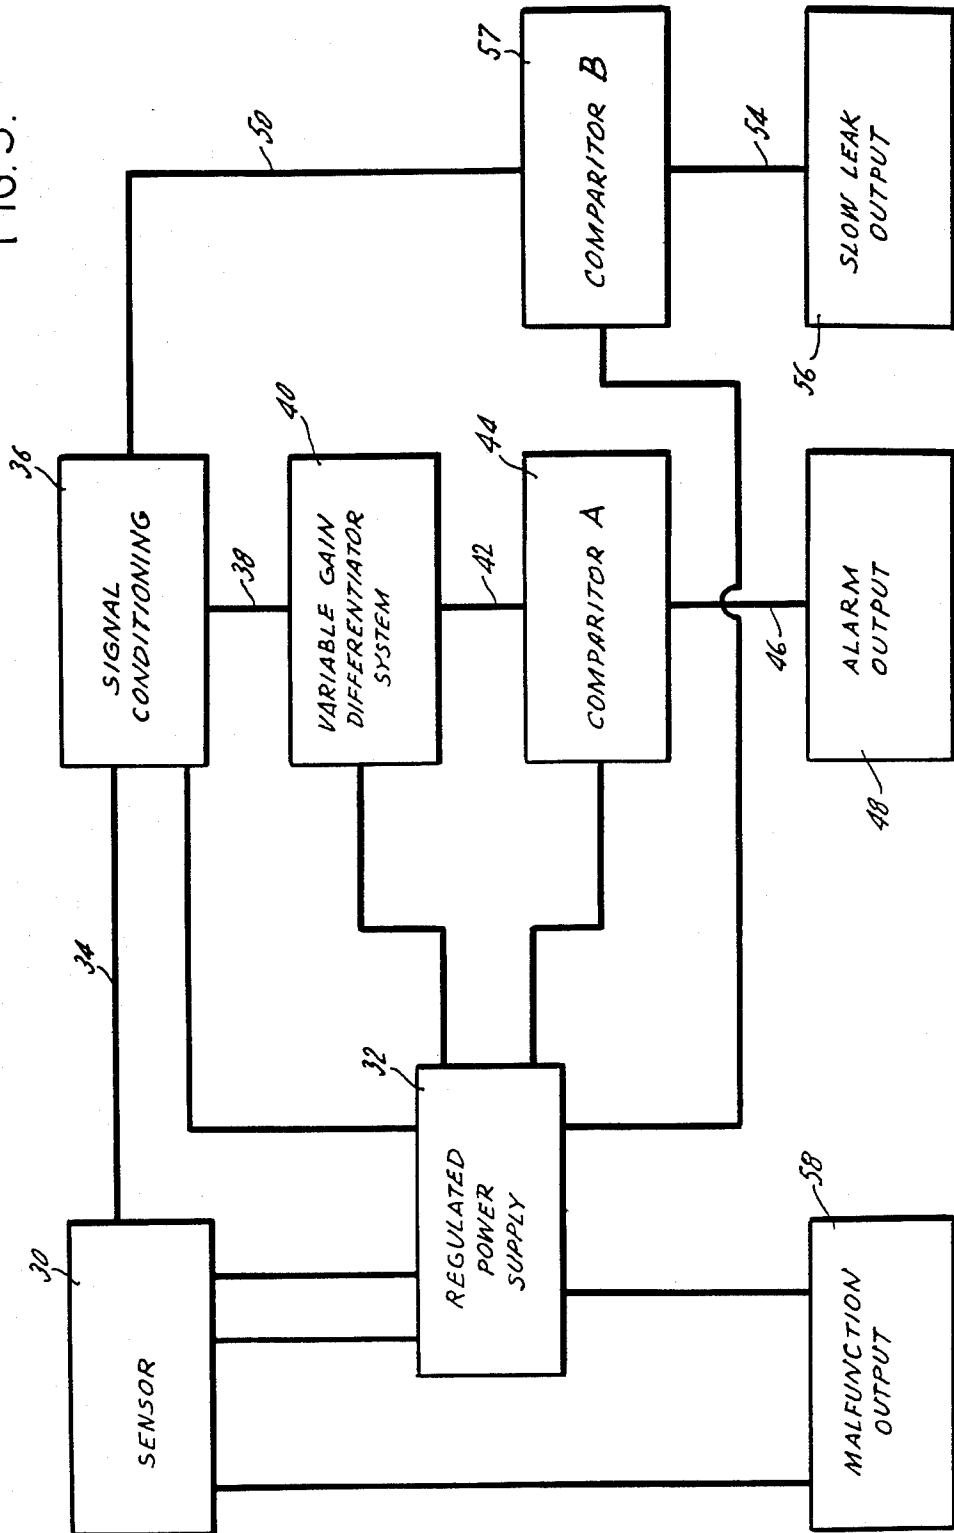 FIG.
30
34
36
SENSOR
SIGNAL
CONDITIONING
50
38
32
40
REGULATED
POWER
SUPPLY
VARIABLE GAIN
DIFFERENTIATOR
SYSTEM
42
44
57
COMPARITOR A
COMPARITOR B
46
54
58
48
56
MALFUNCTION
OUTPUT
ALARM
OUTPUT
SLOW LEAK
OUTPUT